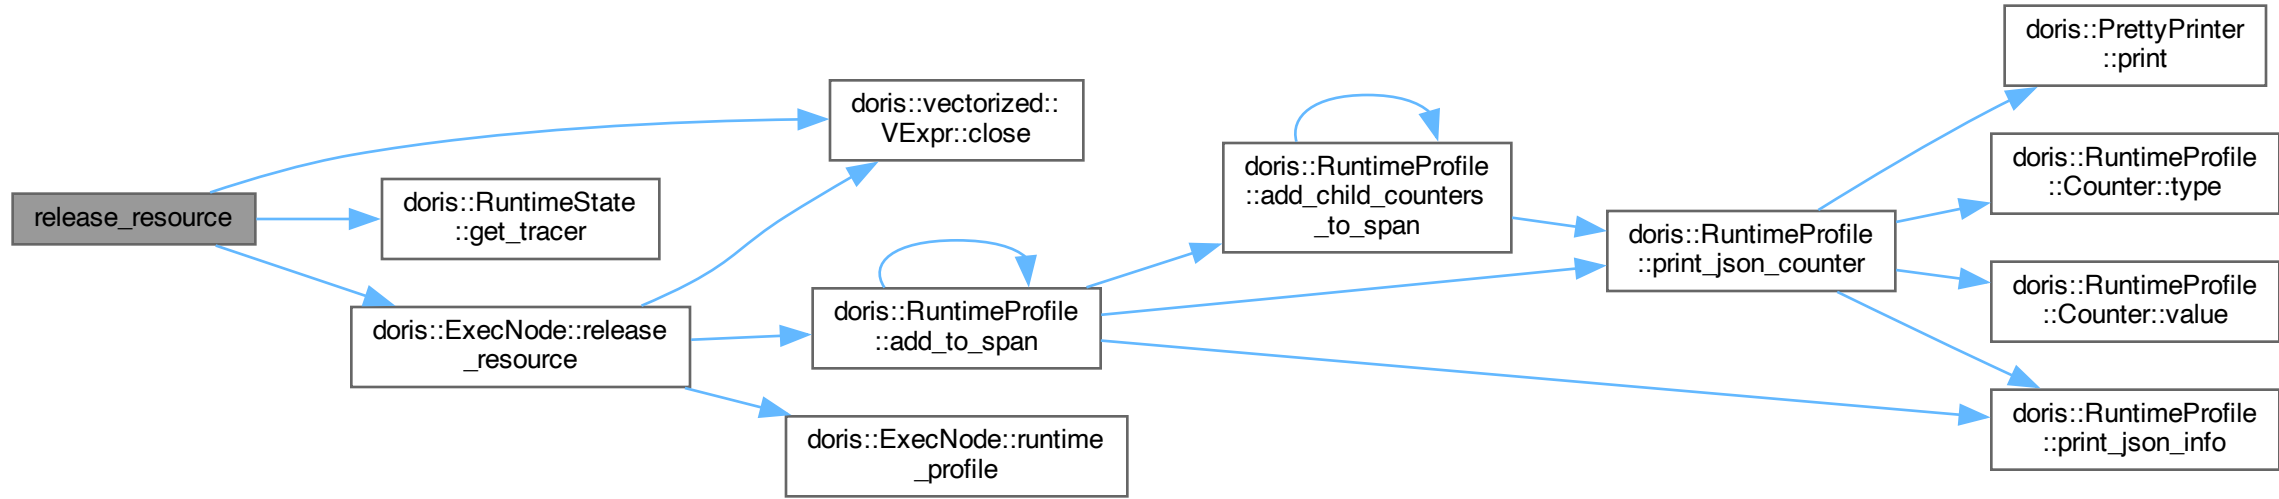 release_resource
doris::vectorized::
VExpr::close
doris::RuntimeState
::get_tracer
doris::ExecNode::release
_resource
doris::RuntimeProfile
::add_to_span
doris::ExecNode::runtime
_profile
doris::RuntimeProfile
::add_child_counters
_to_span
doris::RuntimeProfile
::print_json_counter
doris::PrettyPrinter
::print
doris::RuntimeProfile
::Counter::type
doris::RuntimeProfile
::Counter::value
doris::RuntimeProfile
::print_json_info